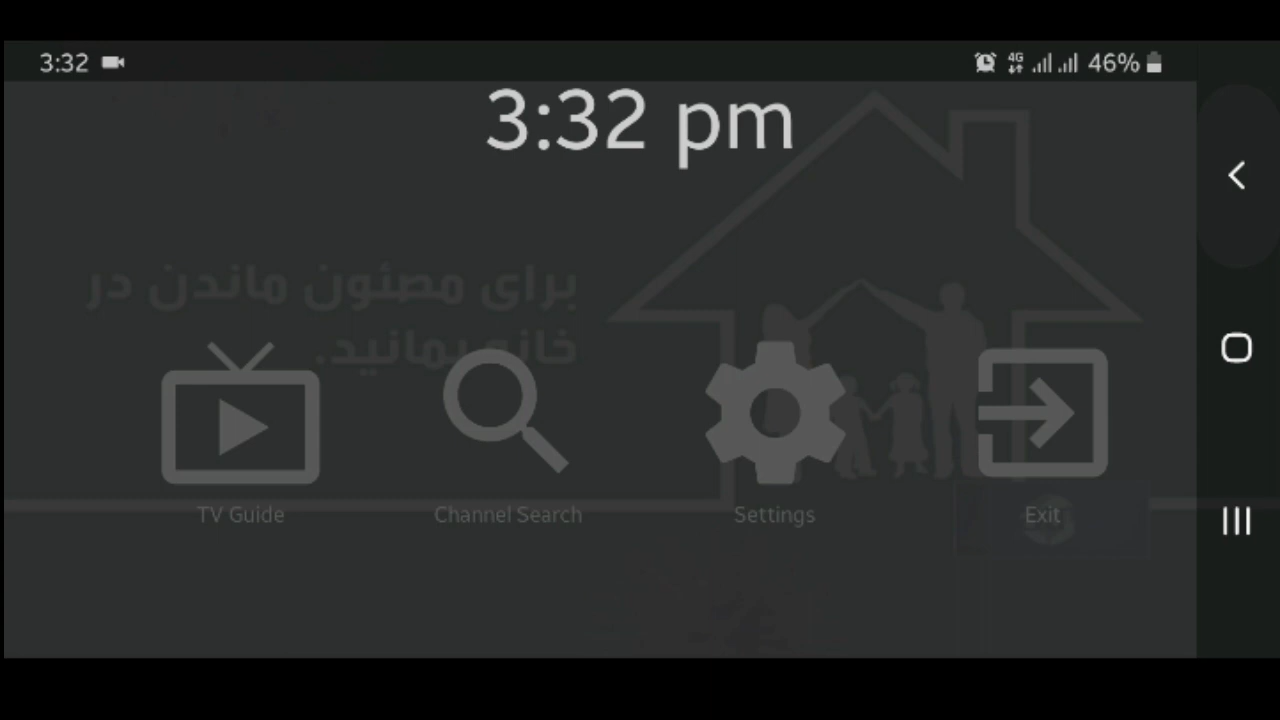 3:32
4G
46%
3:32 pm
برای مصئون ماندن در
خانه بمانید.
TV Guide
Channel Search
Settings
Exit